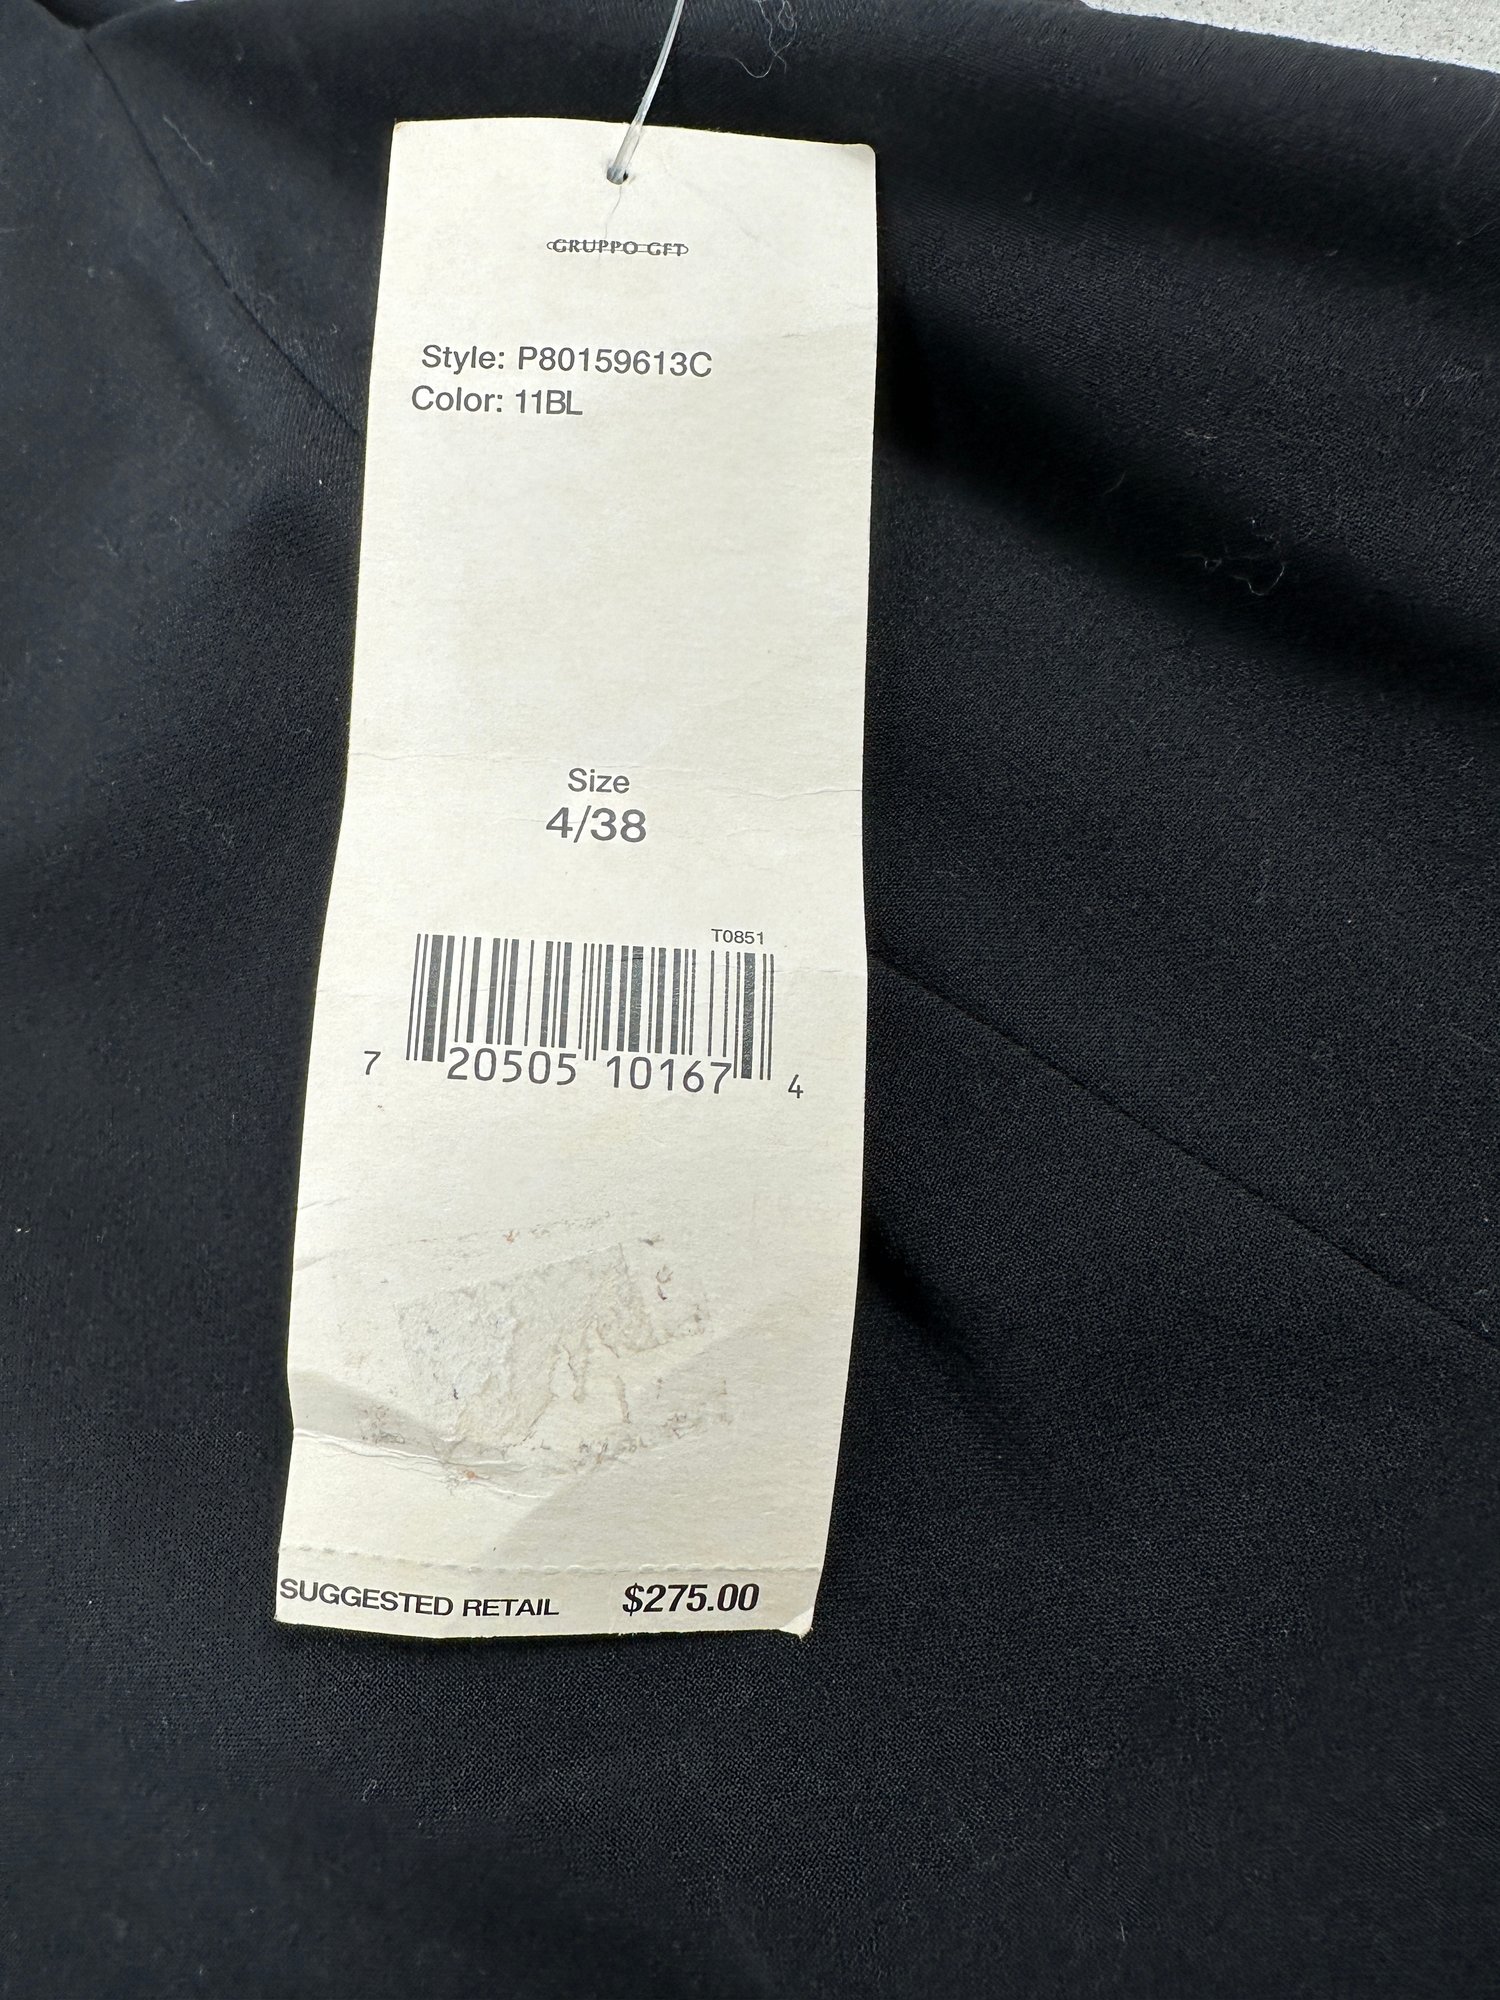 GRUPPO GFT
Style: P80159613C
Color: 11BL
Size
4/38
T0851
7 20505 10167 4
SUGGESTED RETAIL $275.00